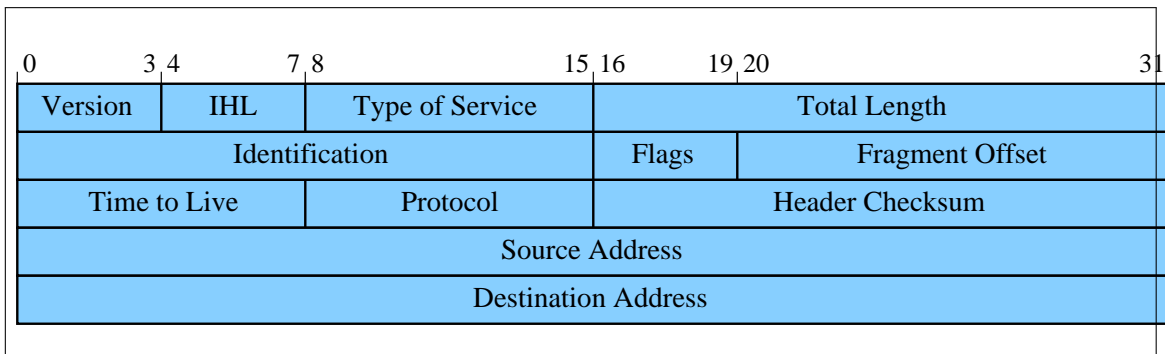 0 3 4 7 8 15 16 19 20 31
Version IHL Type of Service Total Length
Identification Flags Fragment Offset
Time to Live Protocol Header Checksum
Source Address
Destination Address